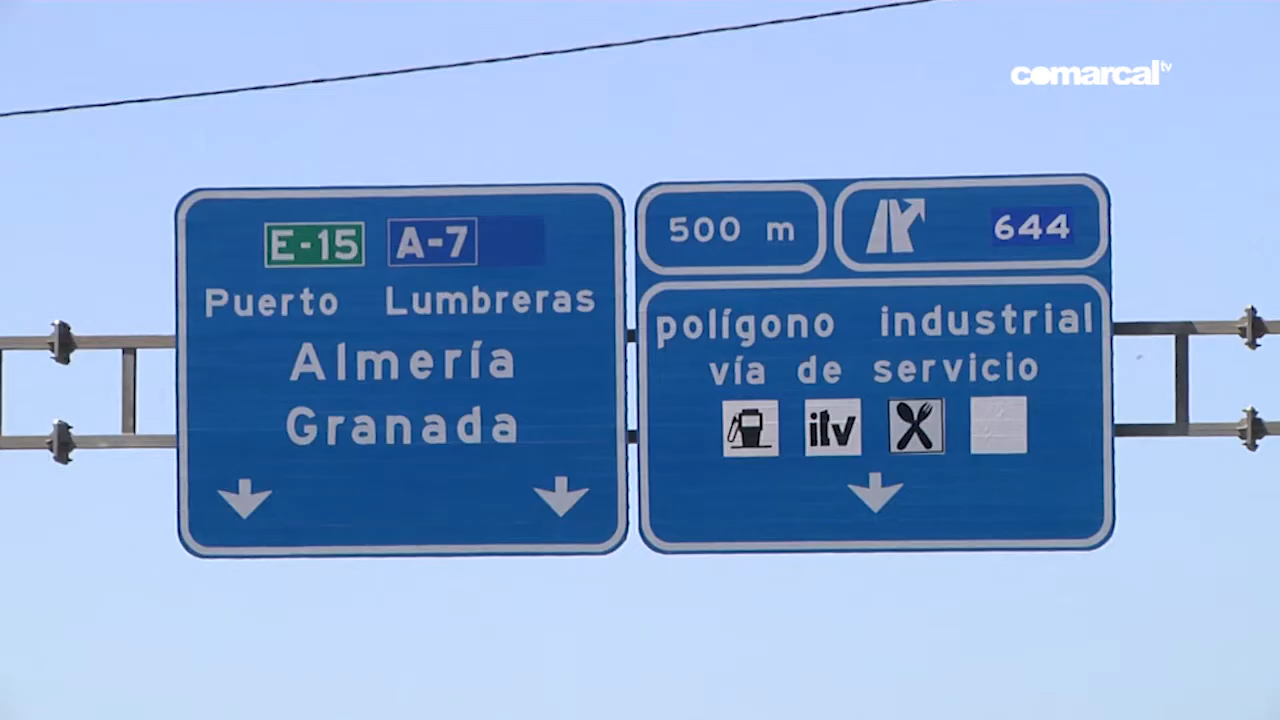 comarcal tv
E-15 A-7
Puerto Lumbreras
Almería
Granada
500 m
644
polígono industrial
vía de servicio
itv